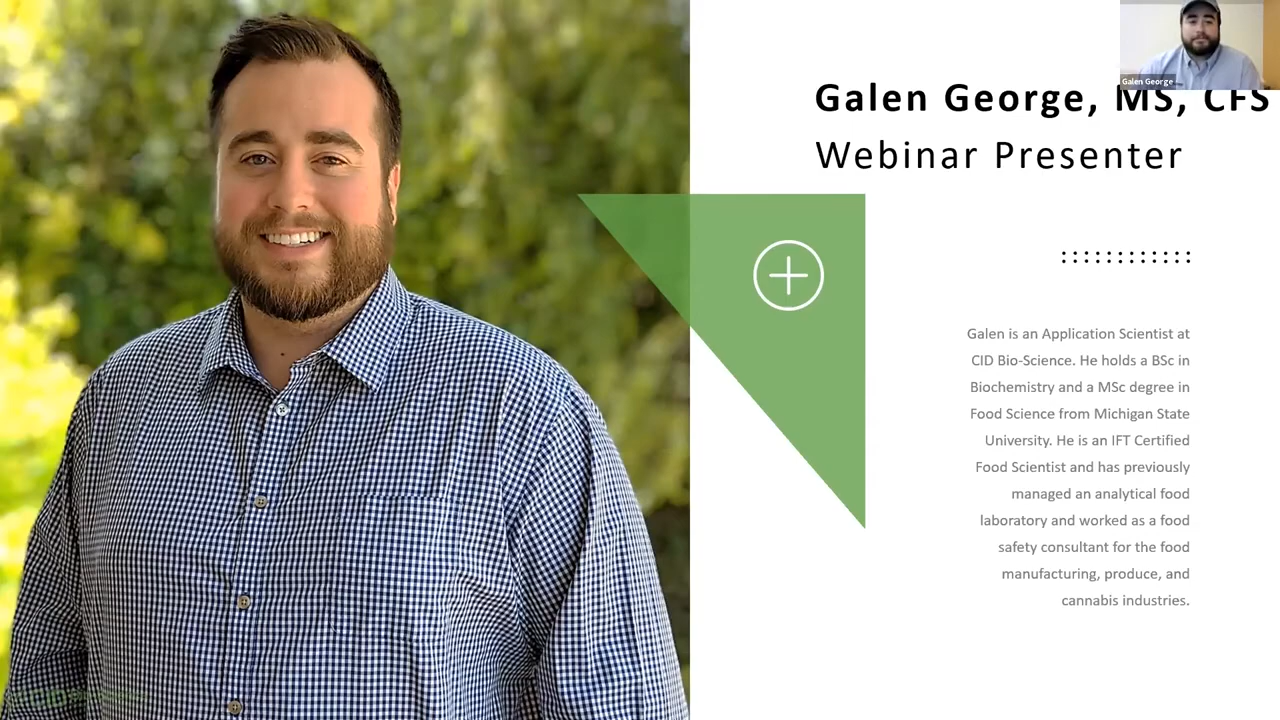 Galen George
Galen George, MS, CFS
Webinar Presenter
Galen is an Application Scientist at
CID Bio-Science. He holds a BSc in
Biochemistry and a MSc degree in
Food Science from Michigan State
University. He is an IFT Certified
Food Scientist and has previously
managed an analytical food
laboratory and worked as a food
safety consultant for the food
manufacturing, produce, and
cannabis industries.